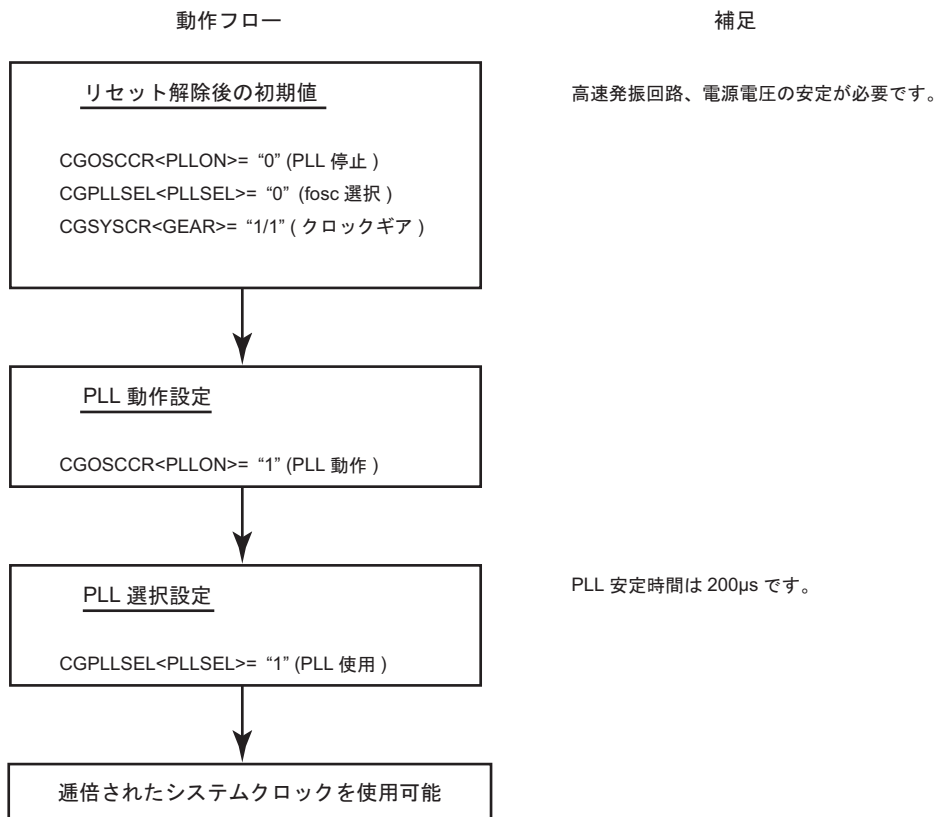 動作フロー
補足
リセット解除後の初期値
高速発振回路、電源電圧の安定が必要です。
CGOSCCR<PLLON>= “0” (PLL 停止 )
CGPLLSEL<PLLSEL>= “0” (fosc 選択 )
CGSYSCR<GEAR>= “1/1” ( クロックギア )
PLL 動作設定
CGOSCCR<PLLON>= “1” (PLL 動作 )
PLL 選択設定
PLL 安定時間は 200µs です。
CGPLLSEL<PLLSEL>= “1” (PLL 使用 )
逓倍されたシステムクロックを使用可能